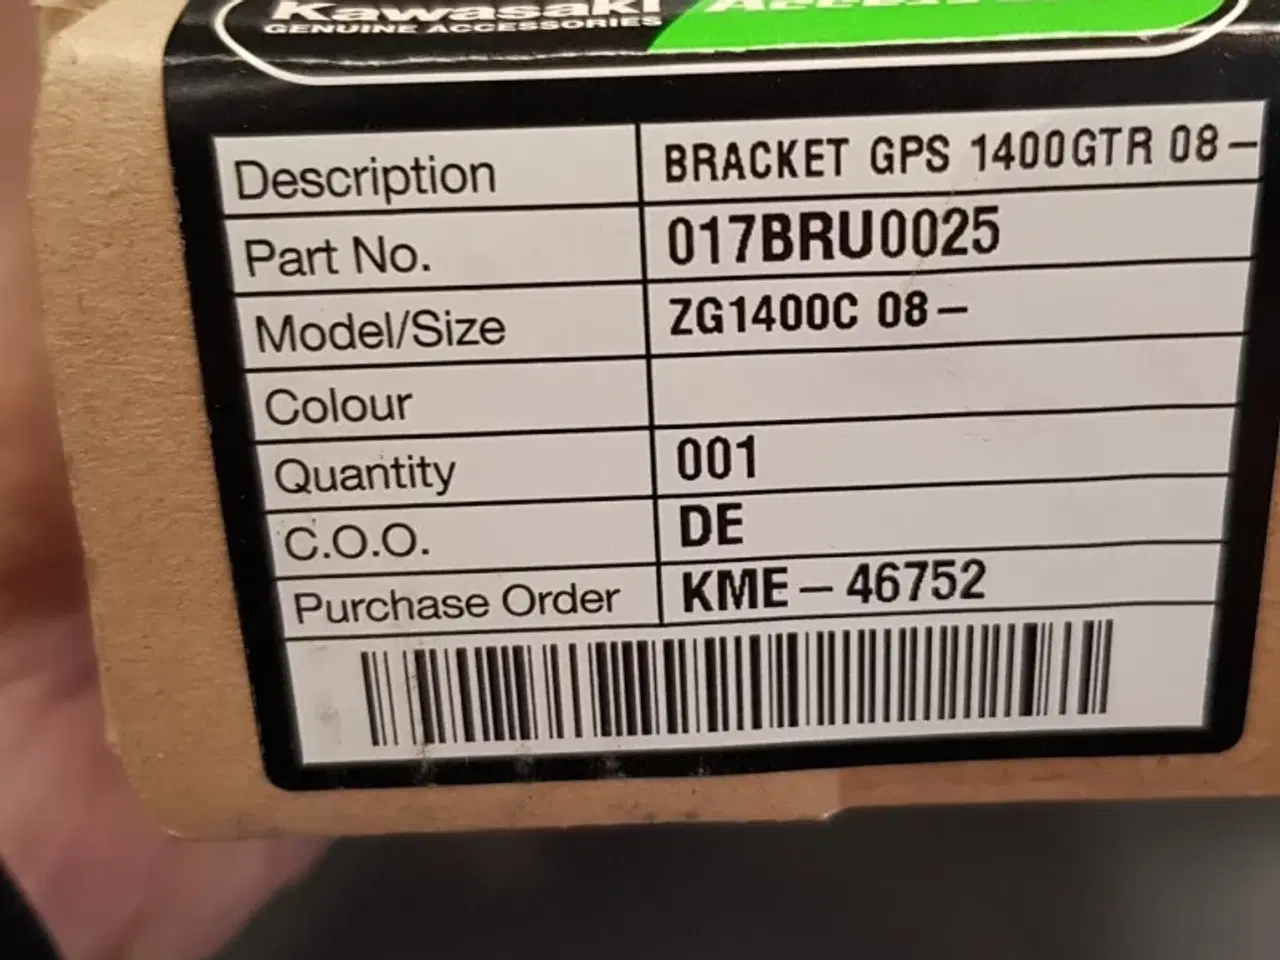 Kawasaki
GENUINE ACCESSORIES
Description BRACKET GPS 1400GTR 08-
Part No. 017BRU0025
Model/Size ZG1400C 08-
Colour
Quantity 001
C.O.O. DE
Purchase Order KME-46752